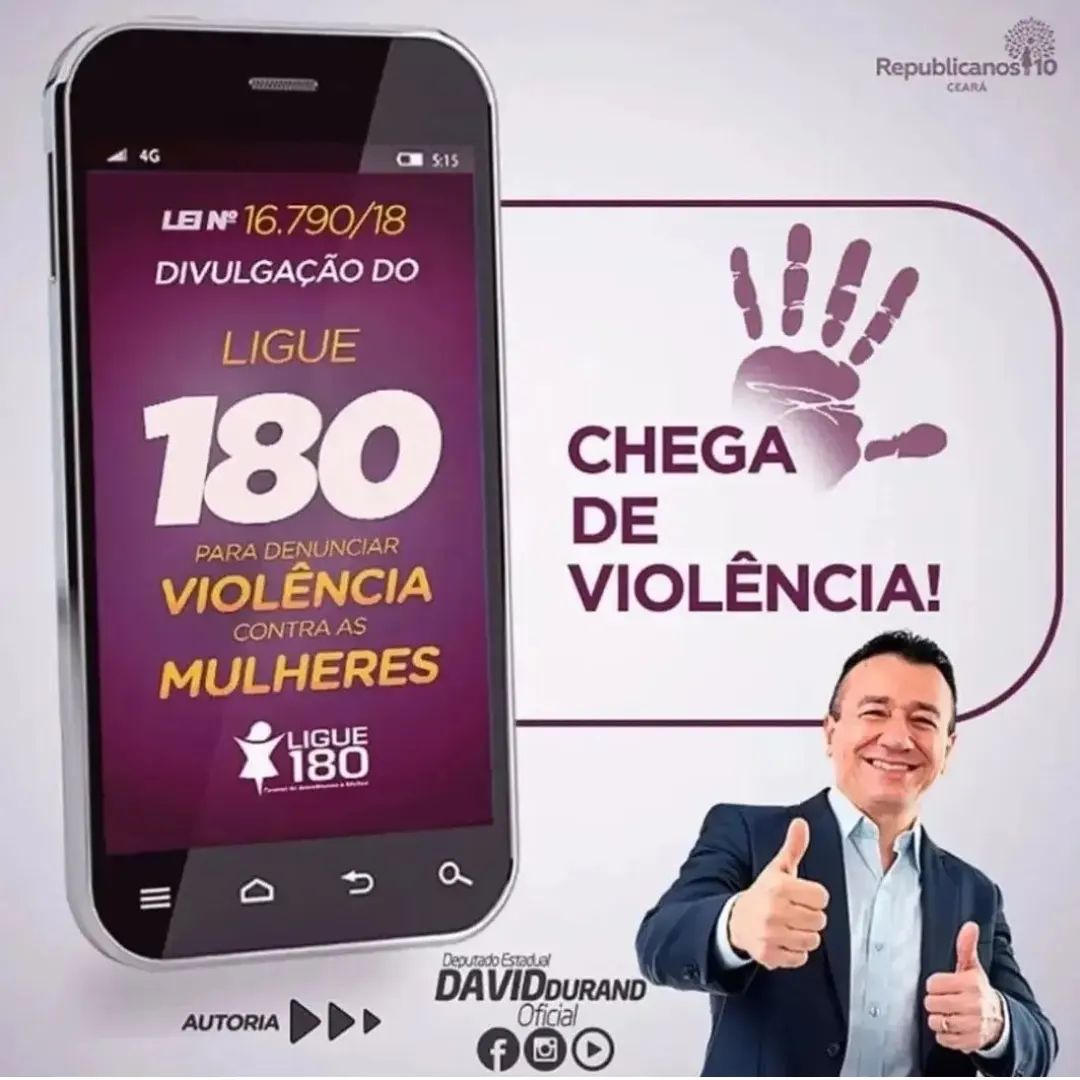 Republicanos 10
CEARÁ
4G
5:15
LEI Nº 16.790/18
DIVULGAÇÃO DO
LIGUE
180
PARA DENUNCIAR
VIOLÊNCIA
CONTRA AS
MULHERES
LIGUE
180
CHEGA
DE
VIOLÊNCIA!
Deputado Estadual
DAVID DURAND
Oficial
AUTORIA